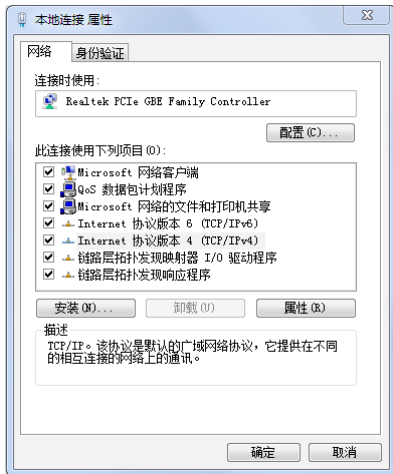 本地连接 属性
网络
身份验证
连接时使用:
Realtek PCIe GBE Family Controller
配置(C)...
此连接使用下列项目(O):
Microsoft 网络客户端
QoS 数据包计划程序
Microsoft 网络的文件和打印机共享
Internet 协议版本 6 (TCP/IPv6)
Internet 协议版本 4 (TCP/IPv4)
链路层拓扑发现映射器 I/O 驱动程序
链路层拓扑发现响应程序
安装(N)...
卸载(U)
属性(R)
描述
TCP/IP。该协议是默认的广域网络协议，它提供在不同
的相互连接的网络上的通讯。
确定
取消